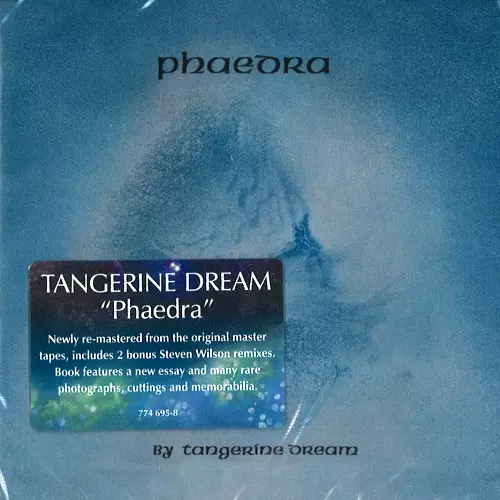 phaedra
TANGERINE DREAM
“Phaedra”
Newly re-mastered from the original master
tapes, includes 2 bonus Steven Wilson remixes.
Book features a new essay and many rare
photographs, cuttings and memorabilia.
774 695-8
By tangerine dream